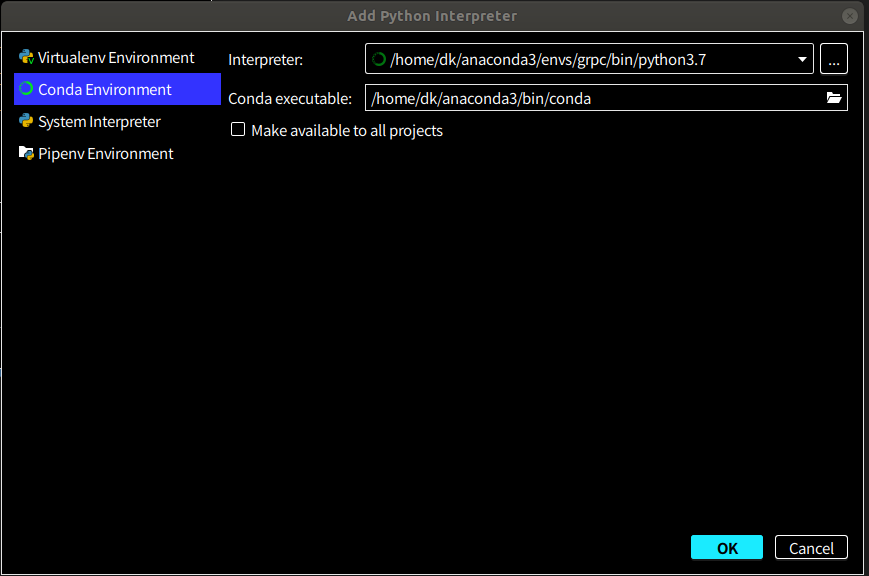 Add Python Interpreter
Virtualenv Environment
Conda Environment
System Interpreter
Pipenv Environment
Interpreter: /home/dk/anaconda3/envs/grpc/bin/python3.7 ...
Conda executable: /home/dk/anaconda3/bin/conda
Make available to all projects
OK Cancel